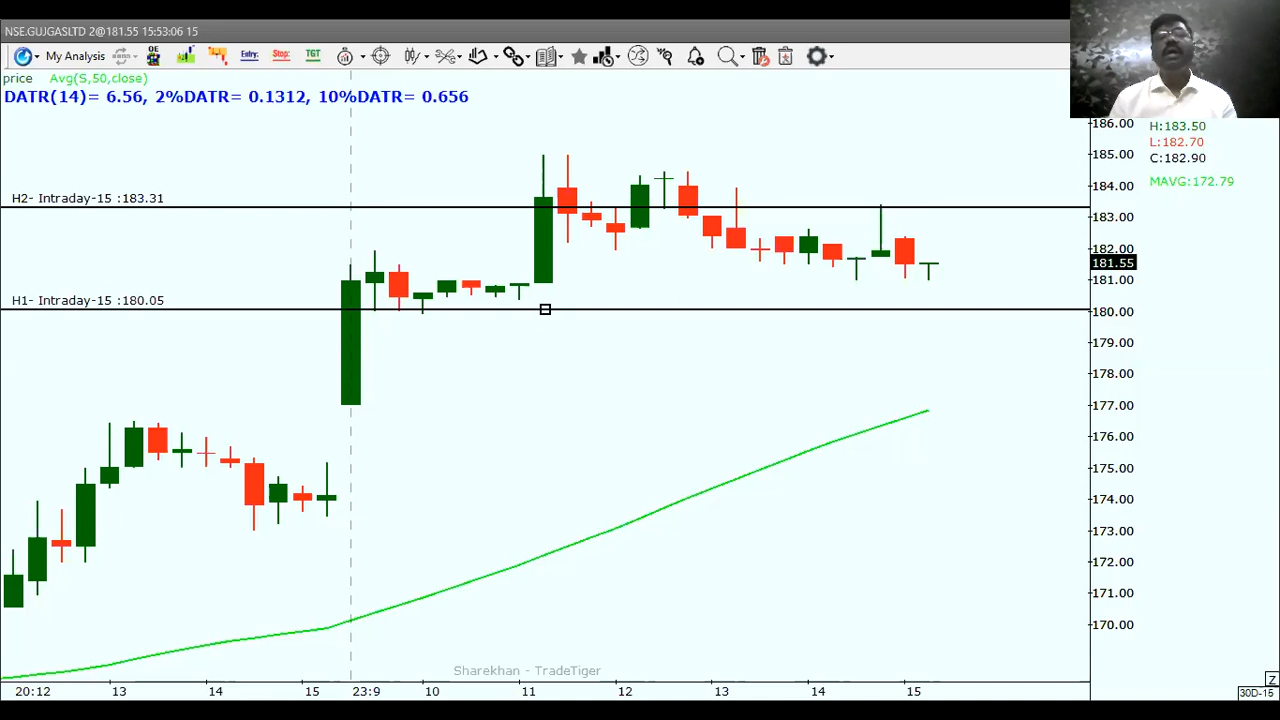 NSE.GUJGASLTD 2@181.55 15:53:06 15
My Analysis OE Entry: Stop: TGT
price Avg(S,50,close)
DATR(14)= 6.56, 2%DATR= 0.1312, 10%DATR= 0.656
H:183.50
L:182.70
C:182.90
MAVG:172.79
H2- Intraday-15 :183.31
H1- Intraday-15 :180.05
186.00
185.00
184.00
183.00
182.00
181.55
181.00
180.00
179.00
178.00
177.00
176.00
175.00
174.00
173.00
172.00
171.00
170.00
Sharekhan - TradeTiger
20:12 13 14 15 23:9 10 11 12 13 14 15
Z
30D-15